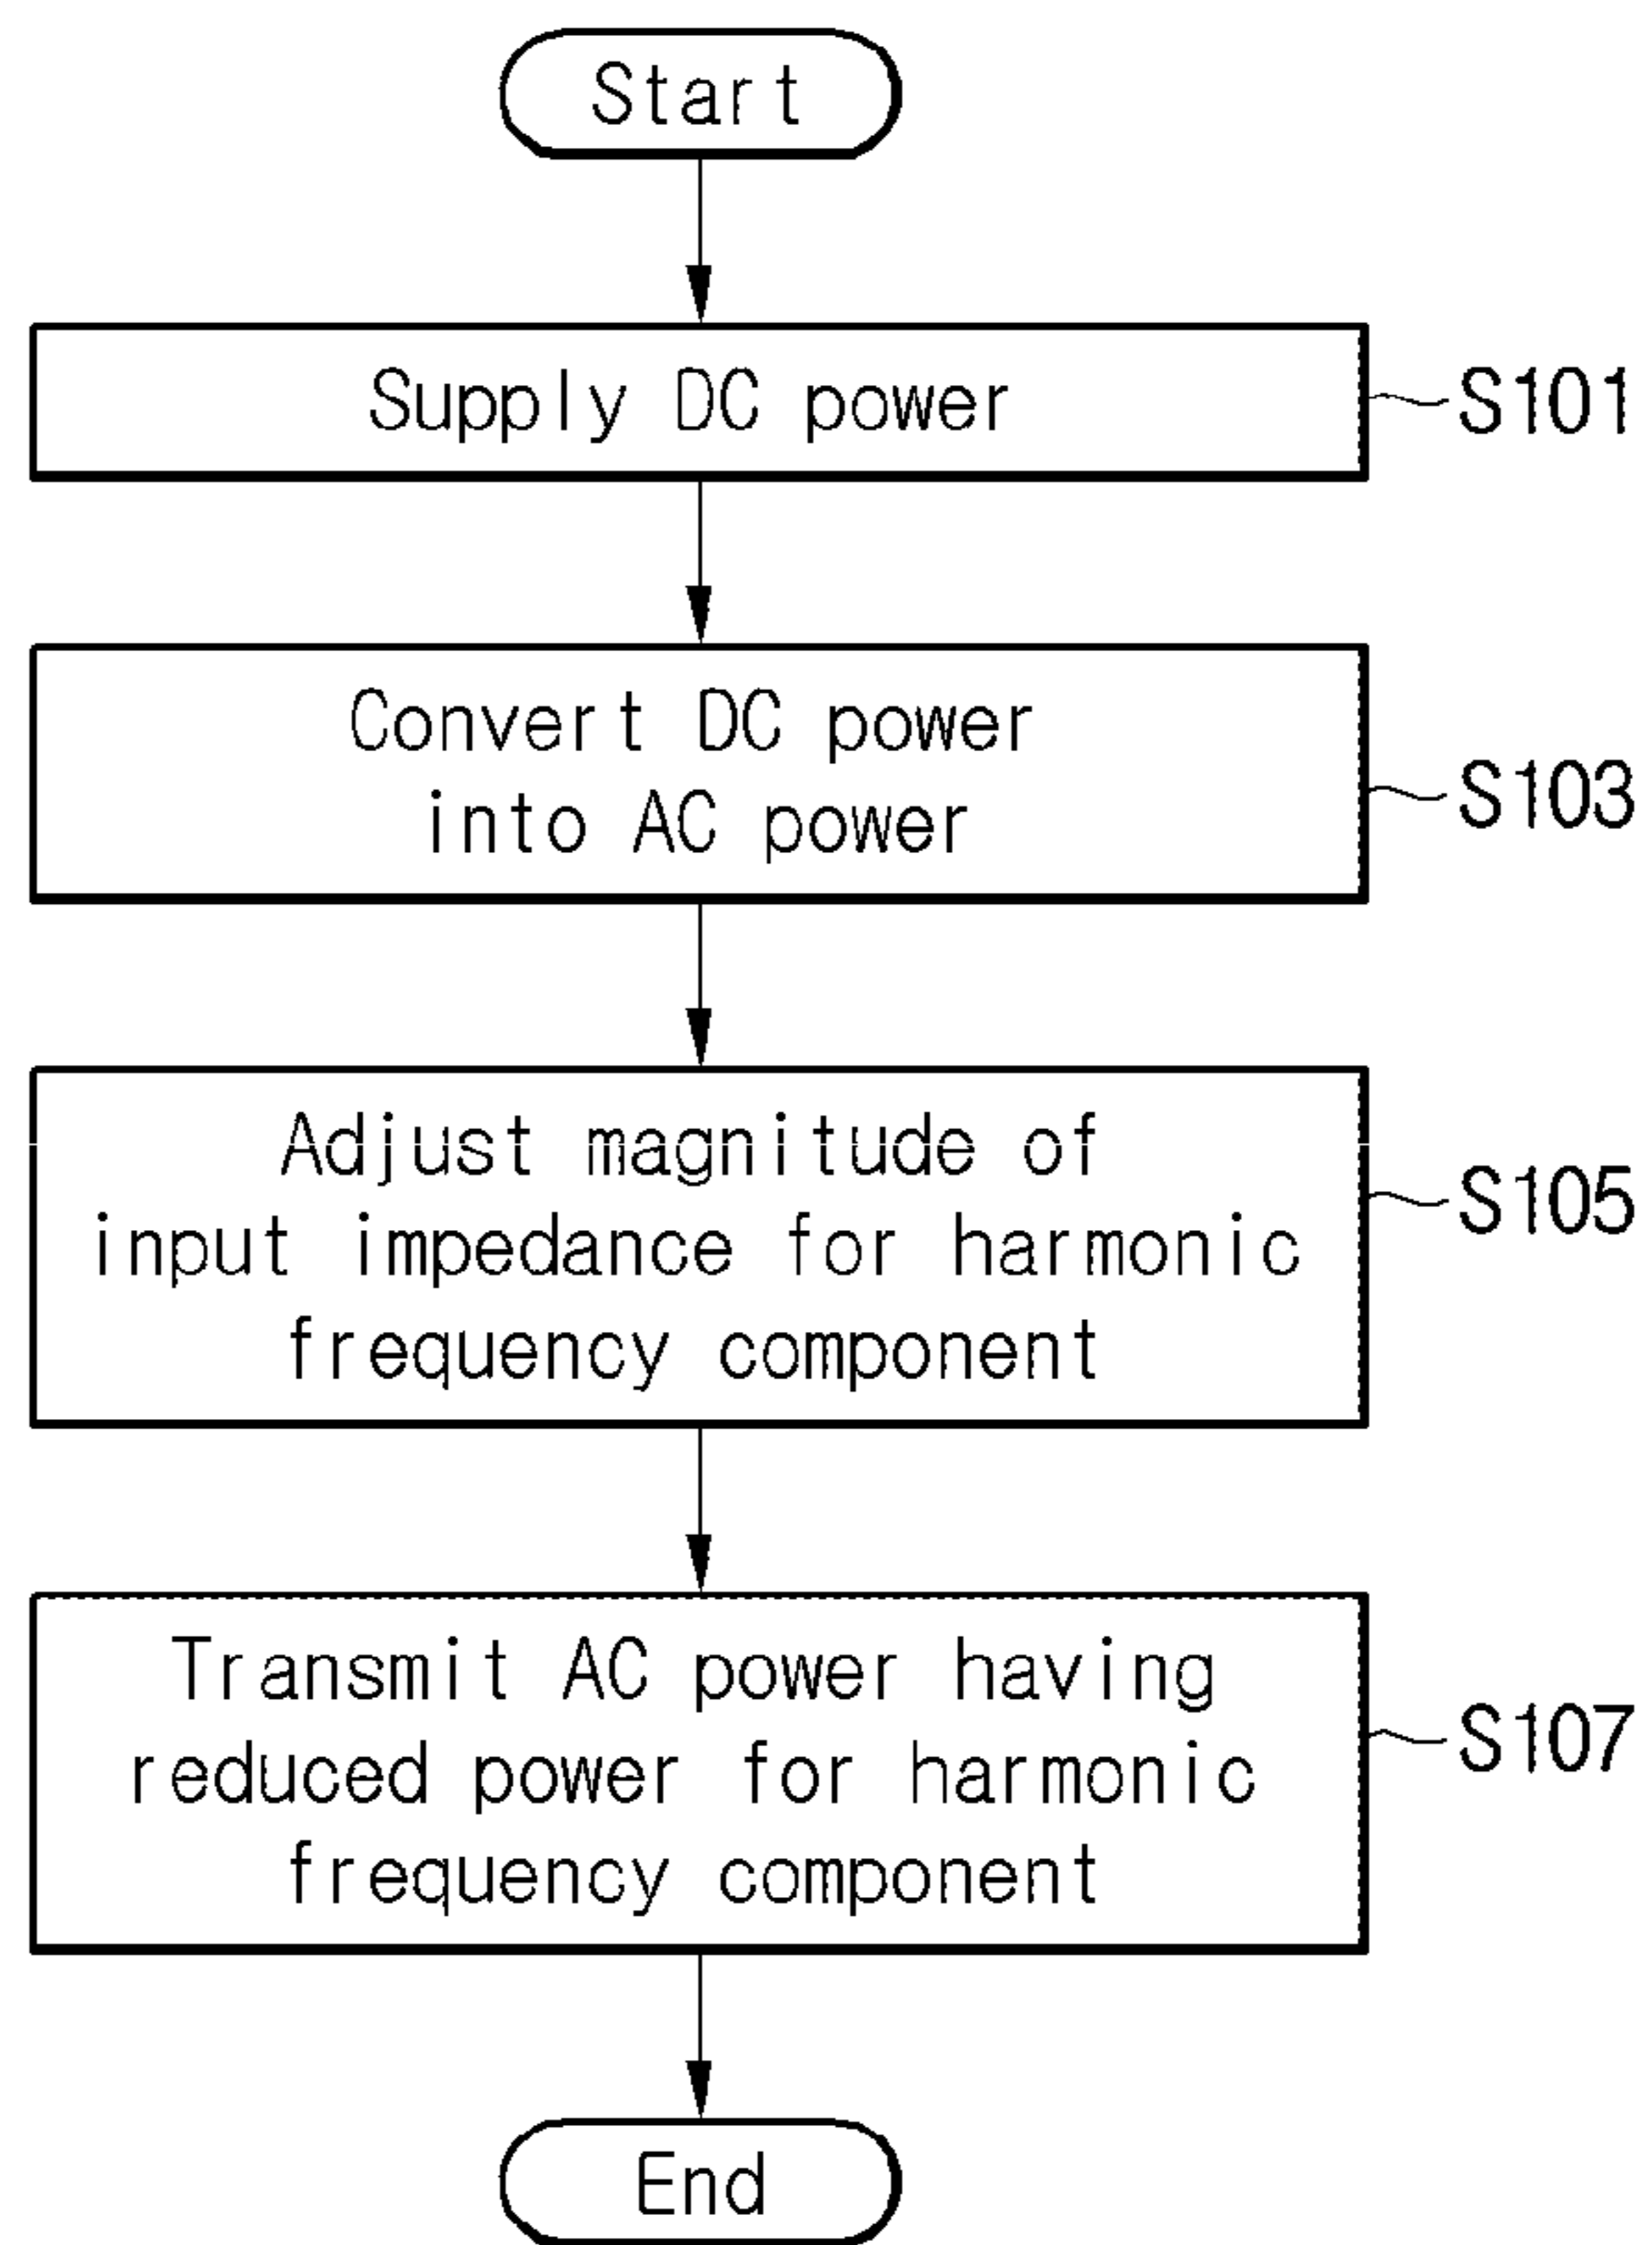 Start
Supply DC power
S101
Convert DC power
into AC power
S103
Adjust magnitude of
input impedance for harmonic
frequency component
S105
Transmit AC power having
reduced power for harmonic
frequency component
S107
End